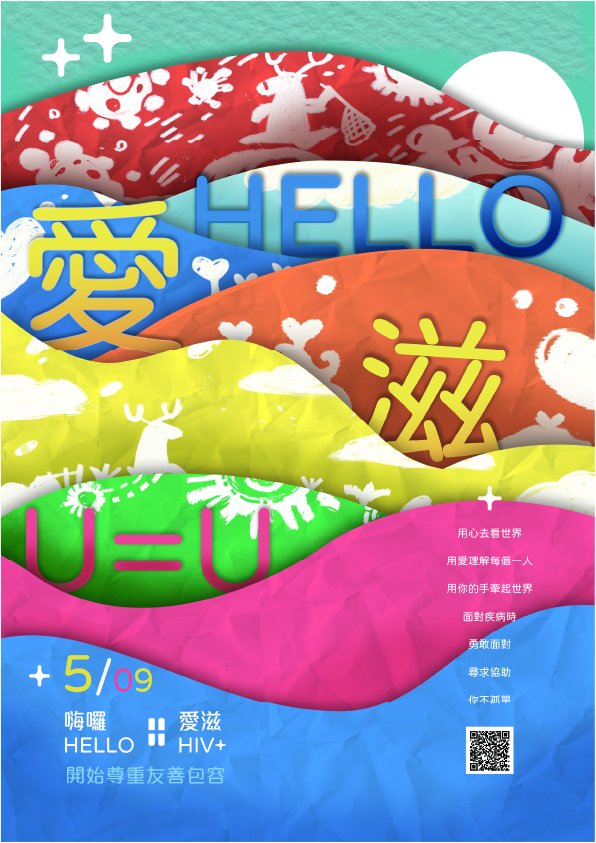 HELLO
愛
滋
U=U
用心去看世界
用愛理解每個一人
用你的手牽起世界
面對疾病時
勇敢面對
尋求協助
你不孤單
5/09
嗨囉 愛滋
HELLO HIV+
開始尊重友善包容